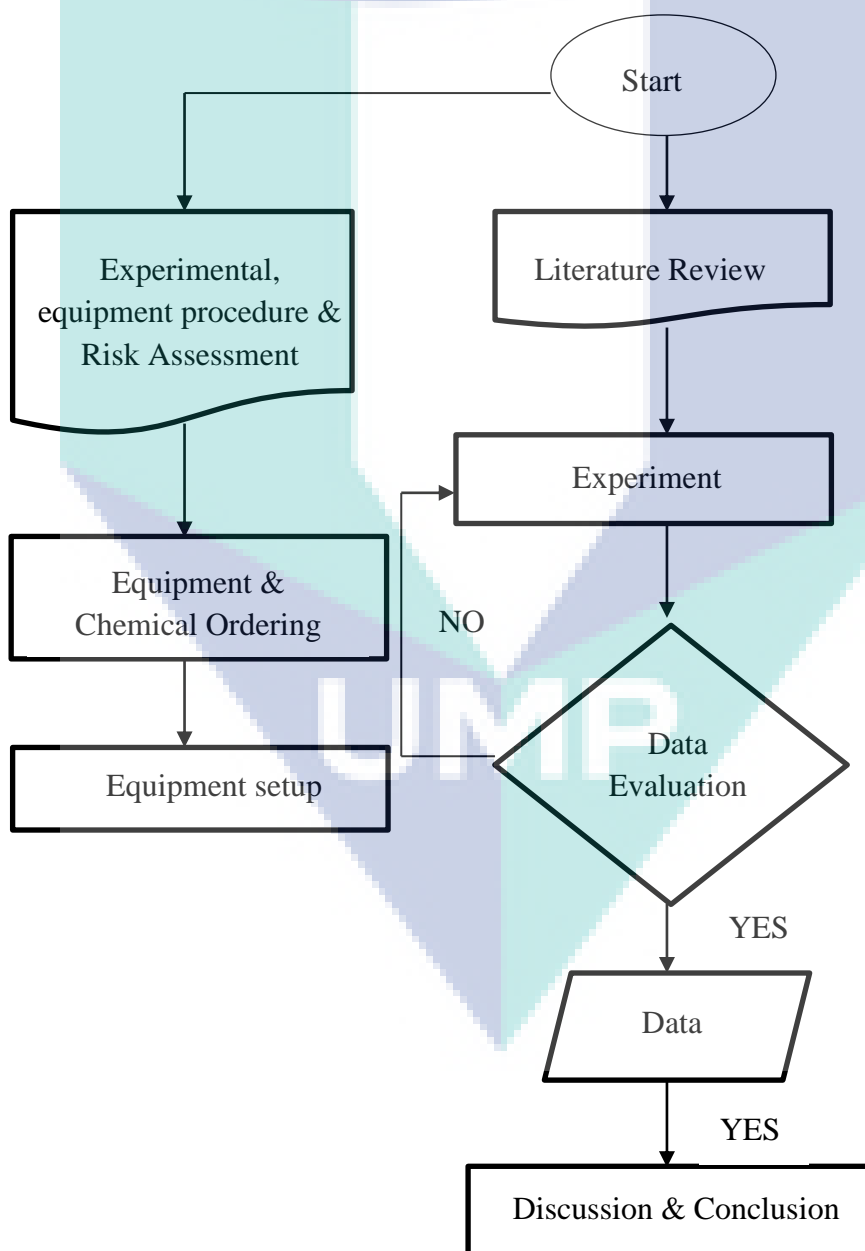 Start
Experimental,
equipment procedure &
Risk Assessment
Literature Review
Experiment
Equipment &
Chemical Ordering
NO
UMP
Equipment setup
Data
Evaluation
YES
Data
YES
Discussion & Conclusion